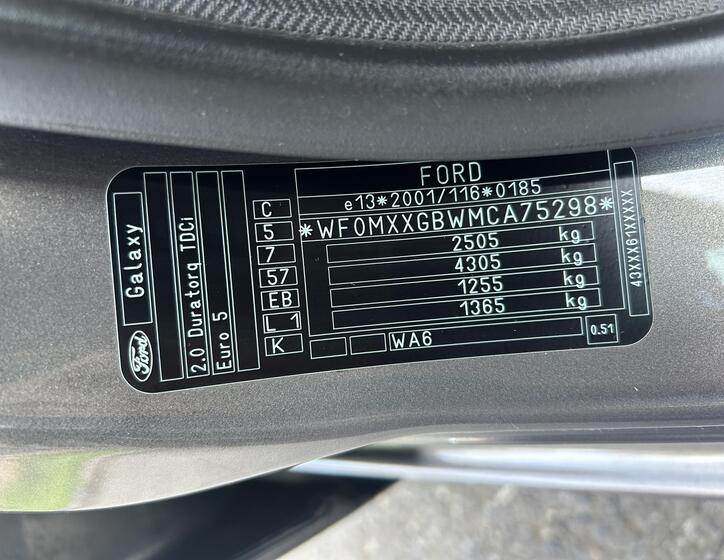 FORD
e13*2001/116*0185
*WF0MXXGBWMCA75298*
2505 kg
4305 kg
1255 kg
1365 kg
WA6
0.51
43XXX61XXXXXX
C
5
7
57
EB
L 1
K
Galaxy
2.0 Duratorq TDCi
Euro 5
Ford